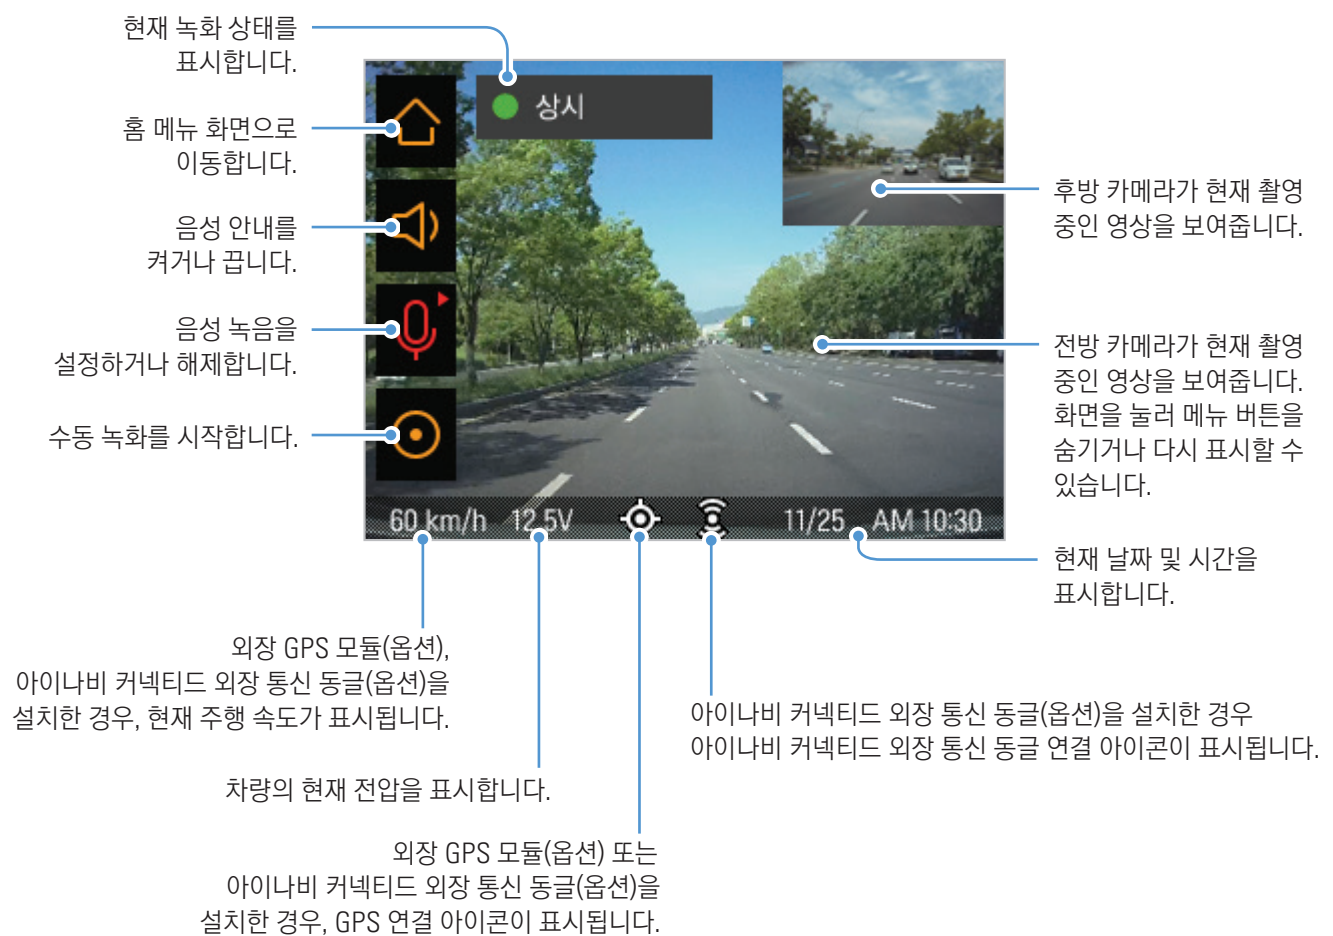 현재 녹화 상태를
표시합니다.
홈 메뉴 화면으로
이동합니다.
음성 안내를
켜거나 끕니다.
음성 녹음을
설정하거나 해제합니다.
수동 녹화를 시작합니다.
상시
후방 카메라가 현재 촬영
중인 영상을 보여줍니다.
전방 카메라가 현재 촬영
중인 영상을 보여줍니다.
화면을 눌러 메뉴 버튼을
숨기거나 다시 표시할 수
있습니다.
60 km/h 12.5V 11/25 AM 10:30
현재 날짜 및 시간을
표시합니다.
외장 GPS 모듈(옵션),
아이나비 커넥티드 외장 통신 동글(옵션)을
설치한 경우, 현재 주행 속도가 표시됩니다.
아이나비 커넥티드 외장 통신 동글(옵션)을 설치한 경우
아이나비 커넥티드 외장 통신 동글 연결 아이콘이 표시됩니다.
차량의 현재 전압을 표시합니다.
외장 GPS 모듈(옵션) 또는
아이나비 커넥티드 외장 통신 동글(옵션)을
설치한 경우, GPS 연결 아이콘이 표시됩니다.